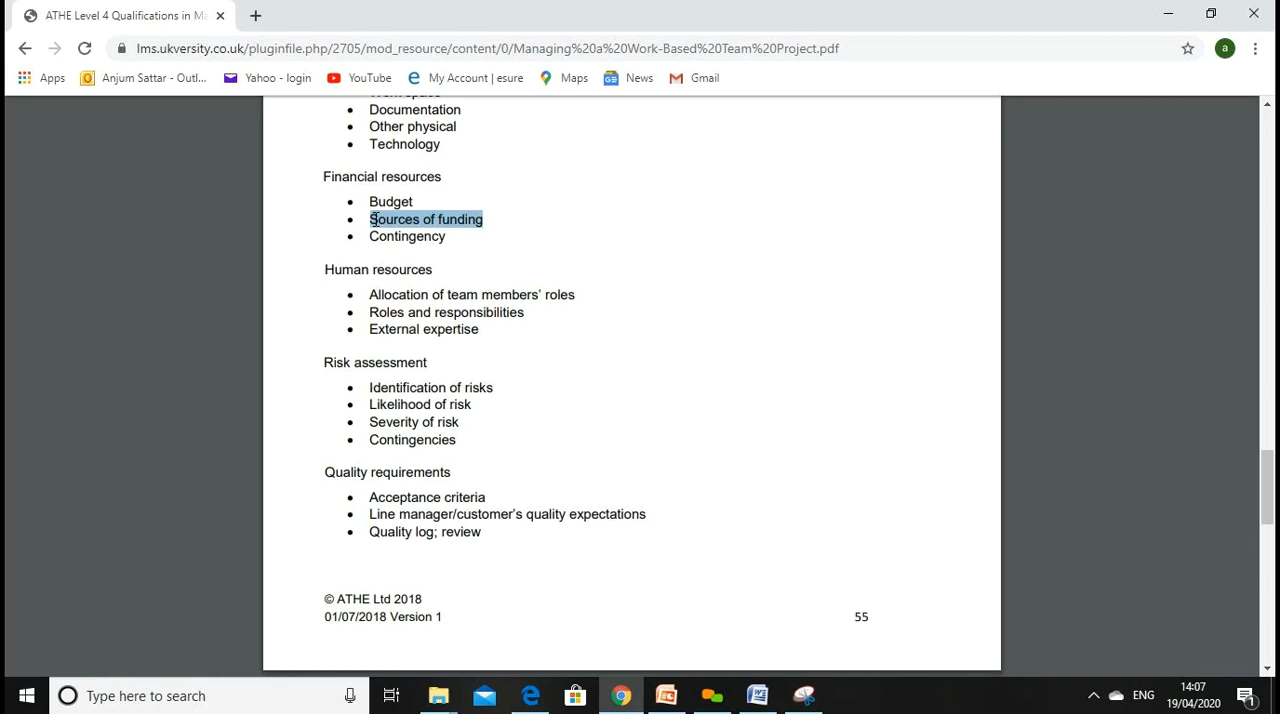 ATHE Level 4 Qualifications in Ma
lms.ukversity.co.uk/pluginfile.php/2705/mod_resource/content/0/Managing%20a%20Work-Based%20Team%20Project.pdf
a
Apps
Anjum Sattar - Outl...
Yahoo - login
YouTube
My Account | esure
Maps
News
Gmail
• Documentation
• Other physical
• Technology
Financial resources
• Budget
• Sources of funding
• Contingency
Human resources
• Allocation of team members’ roles
• Roles and responsibilities
• External expertise
Risk assessment
• Identification of risks
• Likelihood of risk
• Severity of risk
• Contingencies
Quality requirements
• Acceptance criteria
• Line manager/customer’s quality expectations
• Quality log; review
© ATHE Ltd 2018
01/07/2018 Version 1
55
Type here to search
ENG
14:07
19/04/2020
1